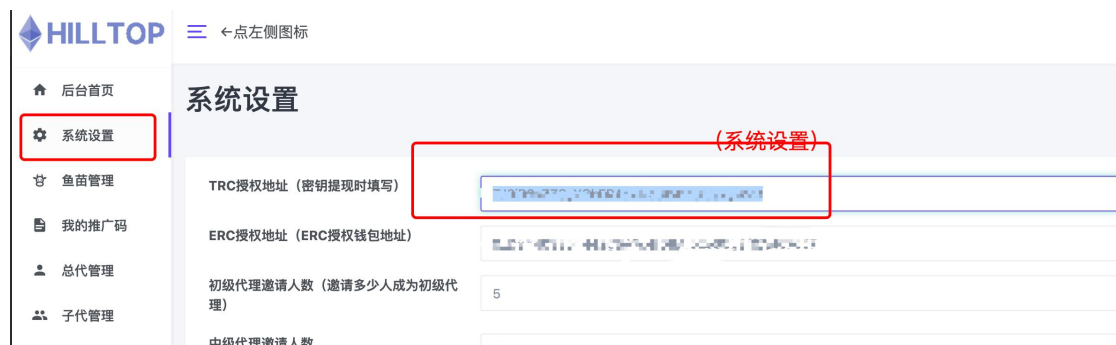 HILLTOP
←点左侧图标
后台首页
系统设置
系统设置
(系统设置)
鱼苗管理
TRC授权地址（密钥提现时填写）
我的推广码
ERC授权地址（ERC授权钱包地址）
总代管理
初级代理邀请人数（邀请多少人成为初级代
理）
5
子代管理
中级代理邀请人数